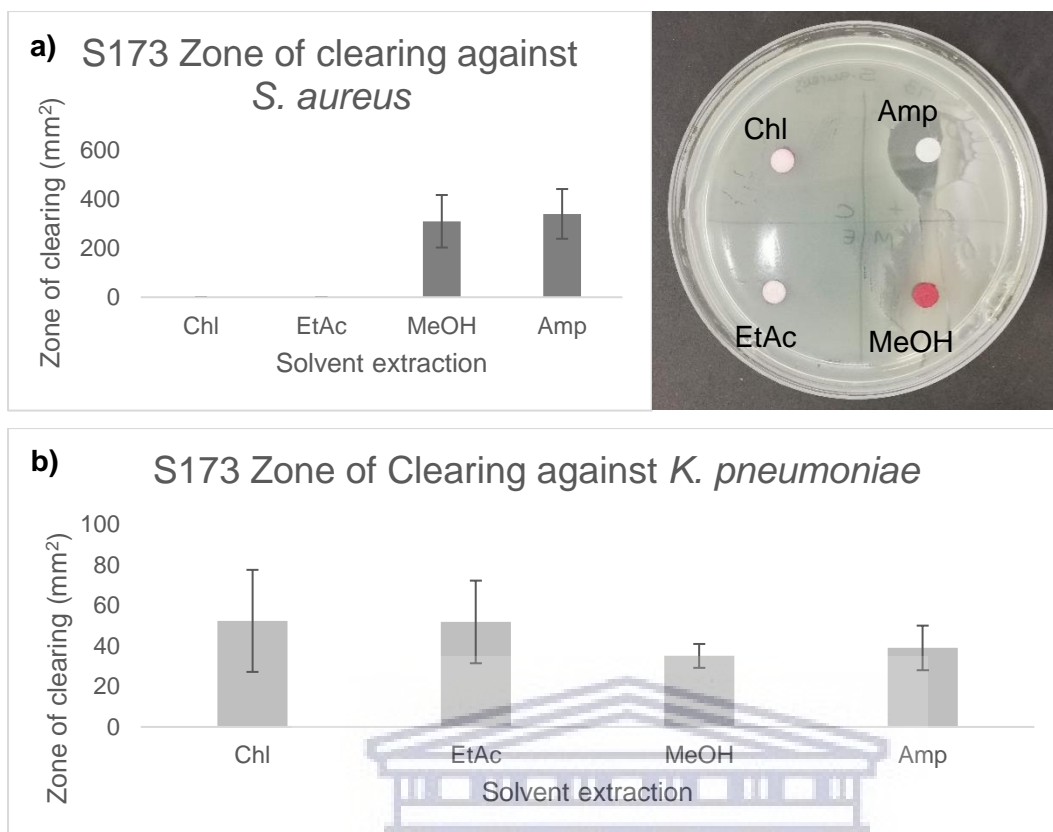 a)
S173 Zone of clearing against
S. aureus
Zone of clearing (mm²)
600
400
200
0
Chl
EtAc
MeOH
Amp
Solvent extraction
Chl
Amp
EtAc
MeOH
b)
S173 Zone of Clearing against K. pneumoniae
Zone of clearing (mm²)
100
80
60
40
20
0
Chl
EtAc
MeOH
Amp
Solvent extraction